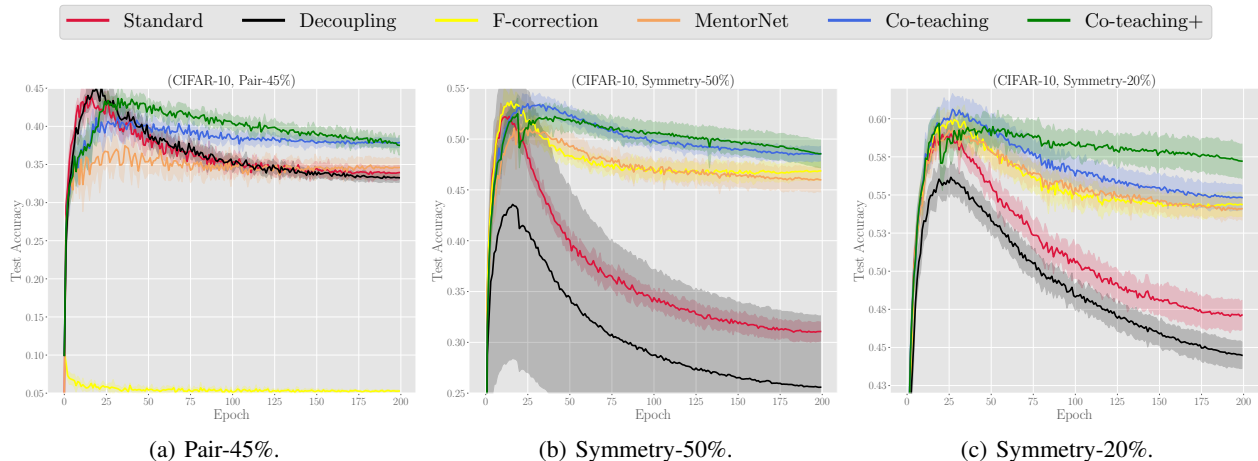 Standard Decoupling F-correction MentorNet Co-teaching Co-teaching+
(CIFAR-10, Pair-45%)
0.45
0.40
0.35
0.30
0.25
0.20
0.15
0.10
0.05
Test Accuracy
0 25 50 75 100 125 150 175 200
Epoch
(a) Pair-45%.
(CIFAR-10, Symmetry-50%)
0.55
0.50
0.45
0.40
0.35
0.30
0.25
Test Accuracy
0 25 50 75 100 125 150 175 200
Epoch
(b) Symmetry-50%.
(CIFAR-10, Symmetry-20%)
0.60
0.58
0.55
0.53
0.50
0.48
0.45
0.43
Test Accuracy
0 25 50 75 100 125 150 175 200
Epoch
(c) Symmetry-20%.